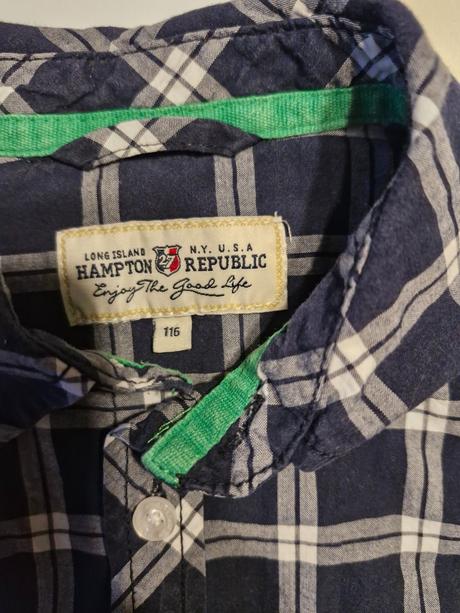 LONG ISLAND N.Y. U.S.A
HAMPTON 27 REPUBLIC
Enjoy The Good Life
116